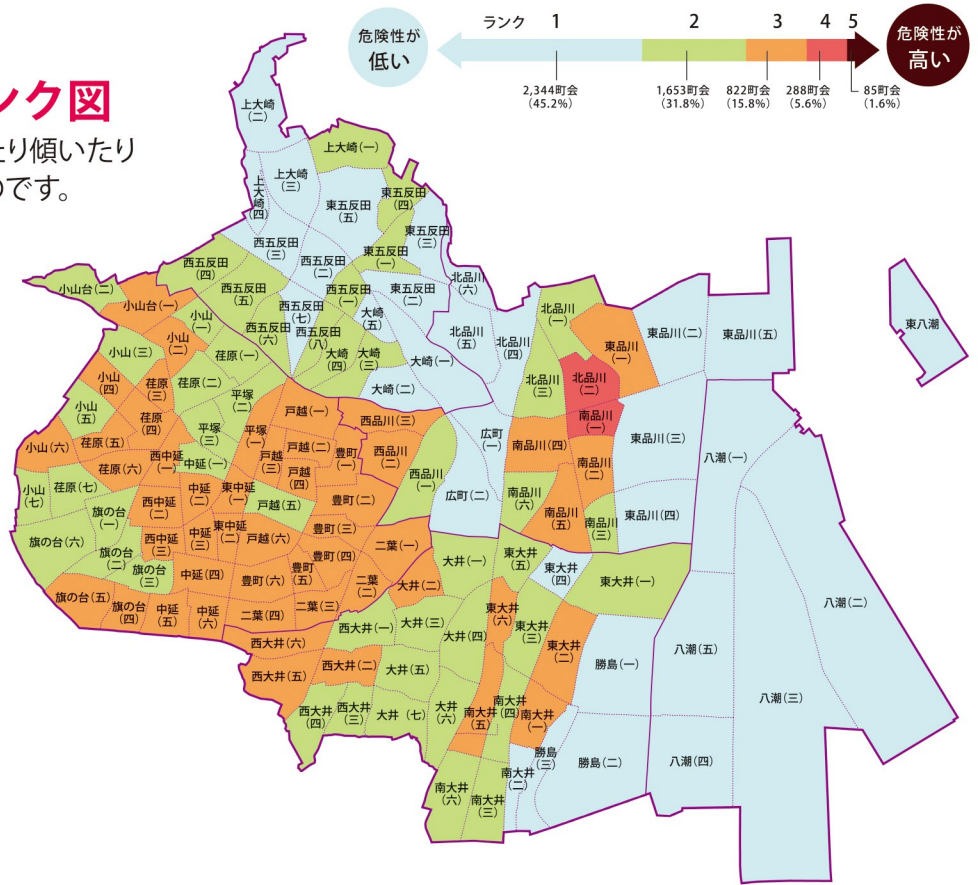 ランク 1 2 3 4 5
危険性が
低い
危険性が
高い
2,344町会
(45.2%)
1,653町会
(31.8%)
822町会
(15.8%)
288町会
(5.6%)
85町会
(1.6%)
ンク図
り傾いたり
のです。
上大崎
(二)
上大崎(一)
上大崎
(三)
上大崎
(四)
東五反田
(四)
東五反田
(五)
東五反田
(三)
西五反田
(三)
東五反田
(一)
西五反田
(四)
西五反田
(二)
東五反田
(二)
北品川
(六)
西五反田
(五)
西五反田
(一)
小山台(二)
小山台(一)
小山
(一)
西五反田
(七)
大崎
(五)
西五反田
(六)
西五反田
(八)
北品川
(五)
北品川
(四)
北品川
(一)
東品川
(一)
東品川(二)
東品川(五)
東八潮
小山(三)
小山
(二)
荏原(一)
大崎
(四)
大崎
(三)
大崎(一)
大崎(二)
北品川
(三)
北品川
(二)
小山
(四)
荏原
(三)
荏原(二)
平塚
(二)
小山
(五)
荏原
(四)
戸越(一)
西品川(三)
南品川
(一)
平塚
(三)
平塚
(一)
戸越(二)
豊町
(一)
西品川
(二)
広町
(一)
南品川(四)
東品川(三)
小山(六)
荏原(五)
西中延
(一)
中延(一)
戸越
(三)
戸越
(四)
南品川
(二)
八潮(一)
荏原(六)
西品川
(一)
小山
(七)
荏原(七)
西中延
(二)
中延
(二)
東中延
(一)
戸越(五)
豊町(二)
広町(二)
南品川
(六)
南品川
(五)
南品川
(三)
東品川(四)
旗の台
(一)
旗の台(六)
旗の台
(二)
西中延
(三)
中延
(三)
東中延
(二)
戸越(六)
豊町(三)
豊町(四)
二葉(一)
大井(一)
東大井
(五)
東大井
(四)
東大井(一)
旗の台
(三)
中延(四)
豊町(六)
豊町
(五)
二葉
(二)
大井(二)
旗の台(五)
旗の台
(四)
中延
(五)
中延
(六)
二葉(四)
二葉(三)
西大井(一)
大井(三)
大井(四)
東大井
(六)
東大井
(三)
東大井
(二)
八潮(二)
西大井(六)
西大井(五)
西大井(二)
大井(五)
勝島(一)
八潮(五)
八潮(三)
西大井
(四)
西大井
(三)
大井(七)
大井
(六)
南大井
(五)
南大井
(四)
南大井
(一)
勝島
(三)
勝島(二)
八潮(四)
南大井
(二)
南大井
(六)
南大井
(三)